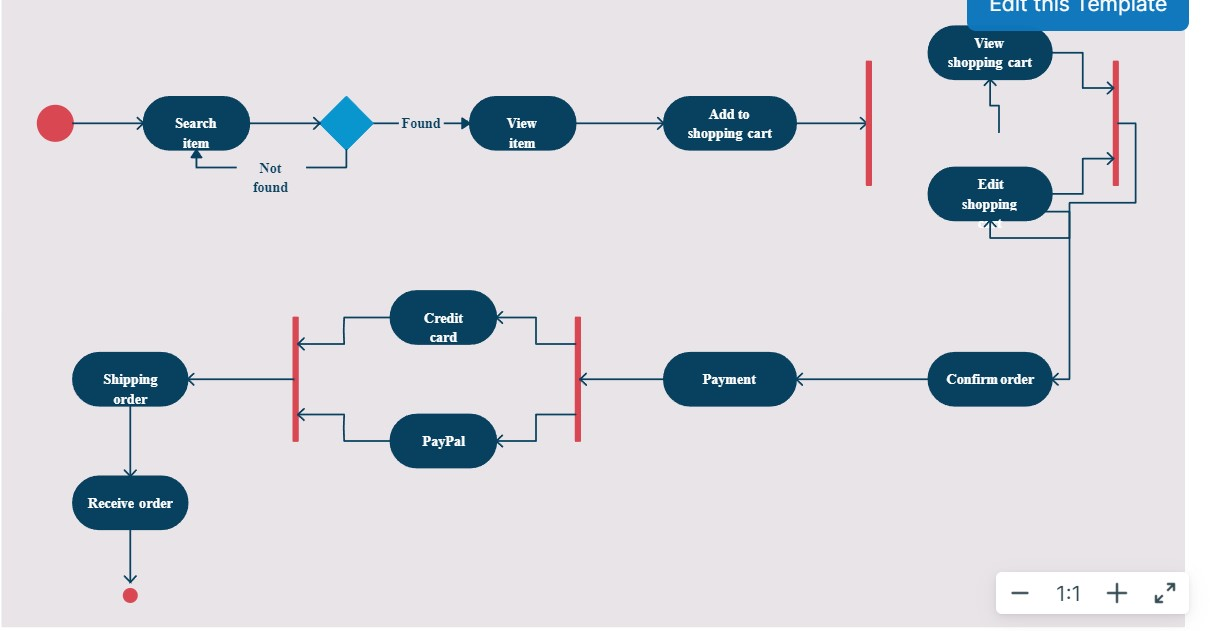 Edit this Template
View
shopping cart
Search
item
Found
View
item
Add to
shopping cart
Not
found
Edit
shopping
Credit
card
Shipping
order
Payment
Confirm order
PayPal
Receive order
1:1